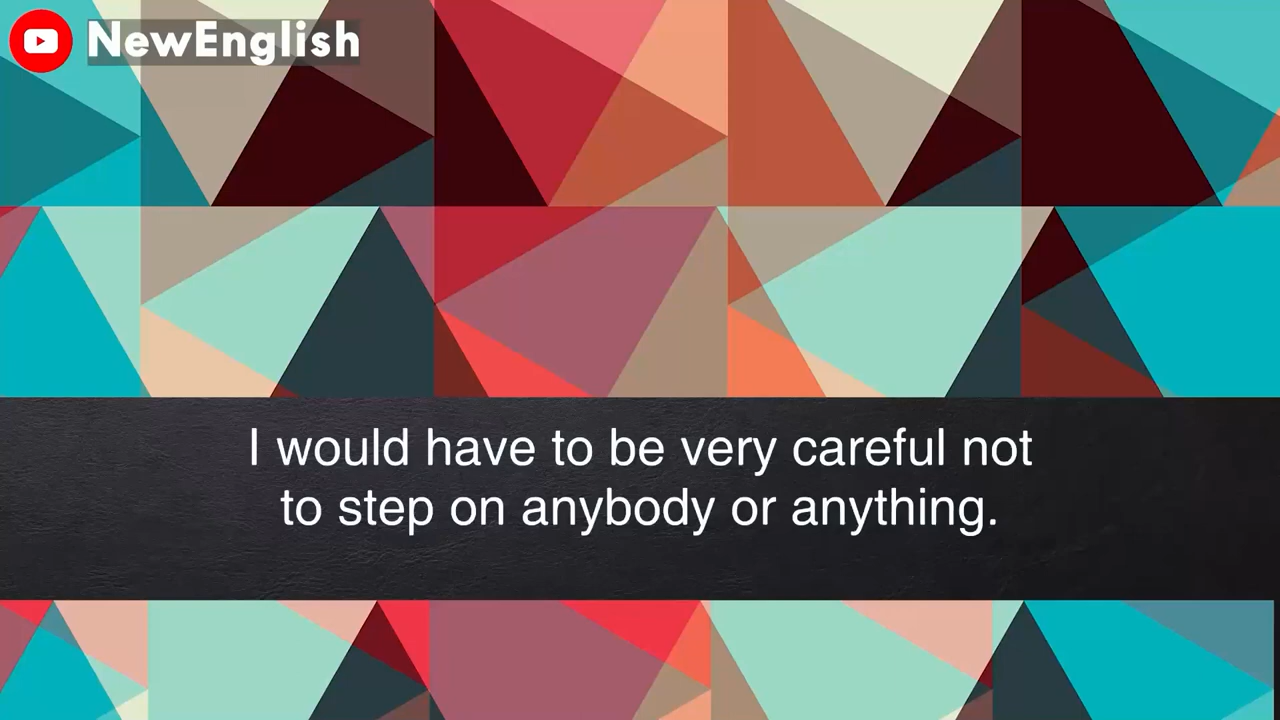 NewEnglish
I would have to be very careful not
to step on anybody or anything.